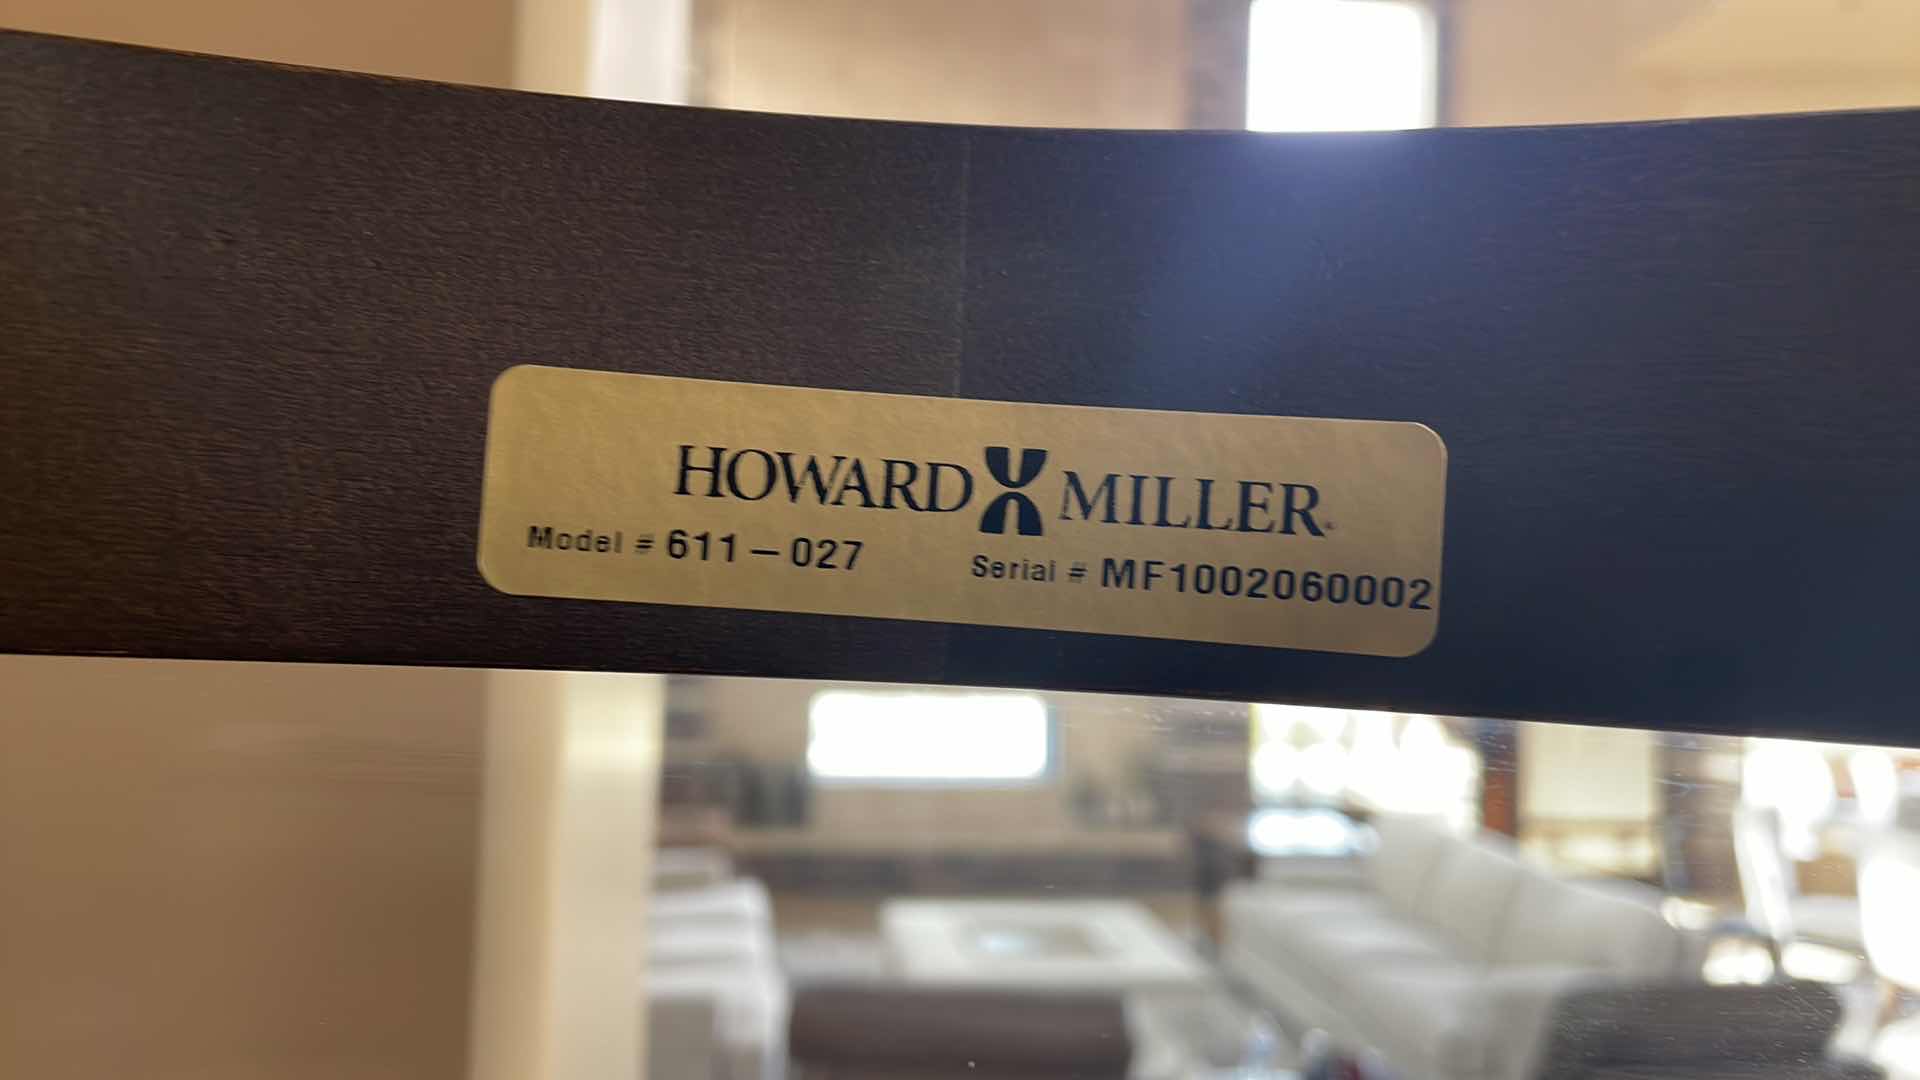 HOWARD MILLER
Model # 611-027 Serial # MF1002060002